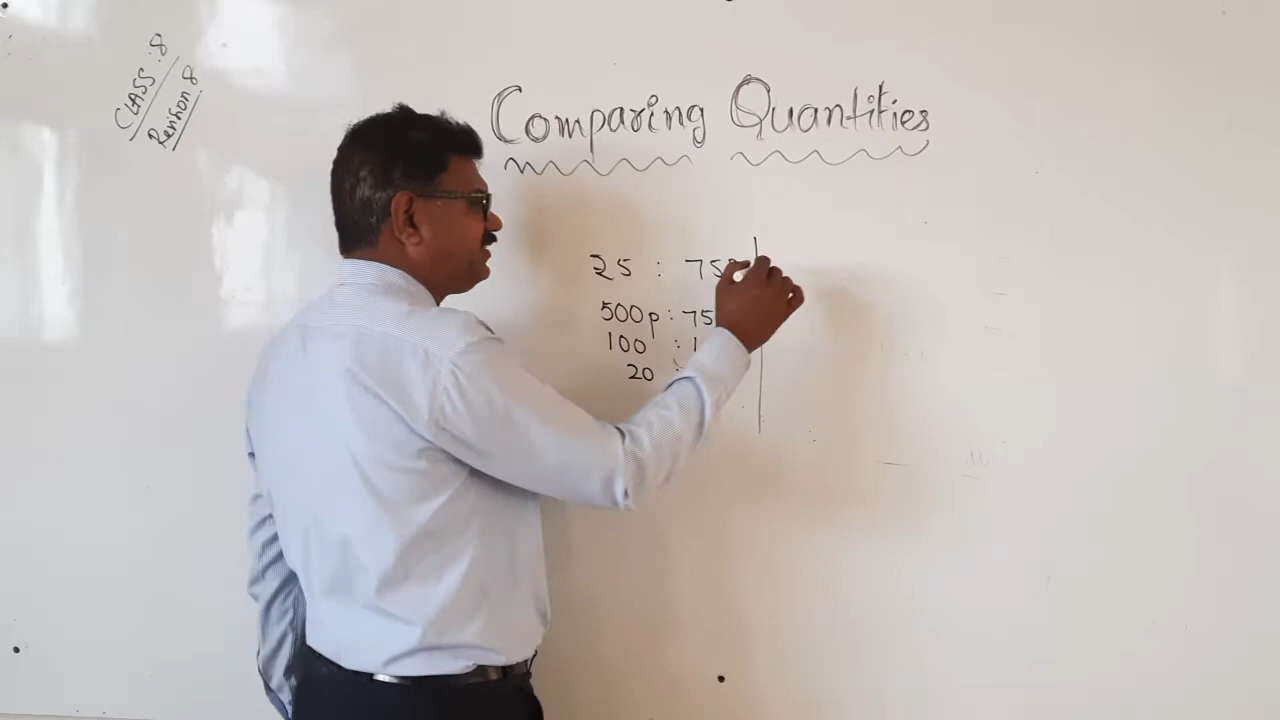 CLASS : 8
Revision 8
Comparing Quantities
25 : 75
500p : 75
100 :
20 :